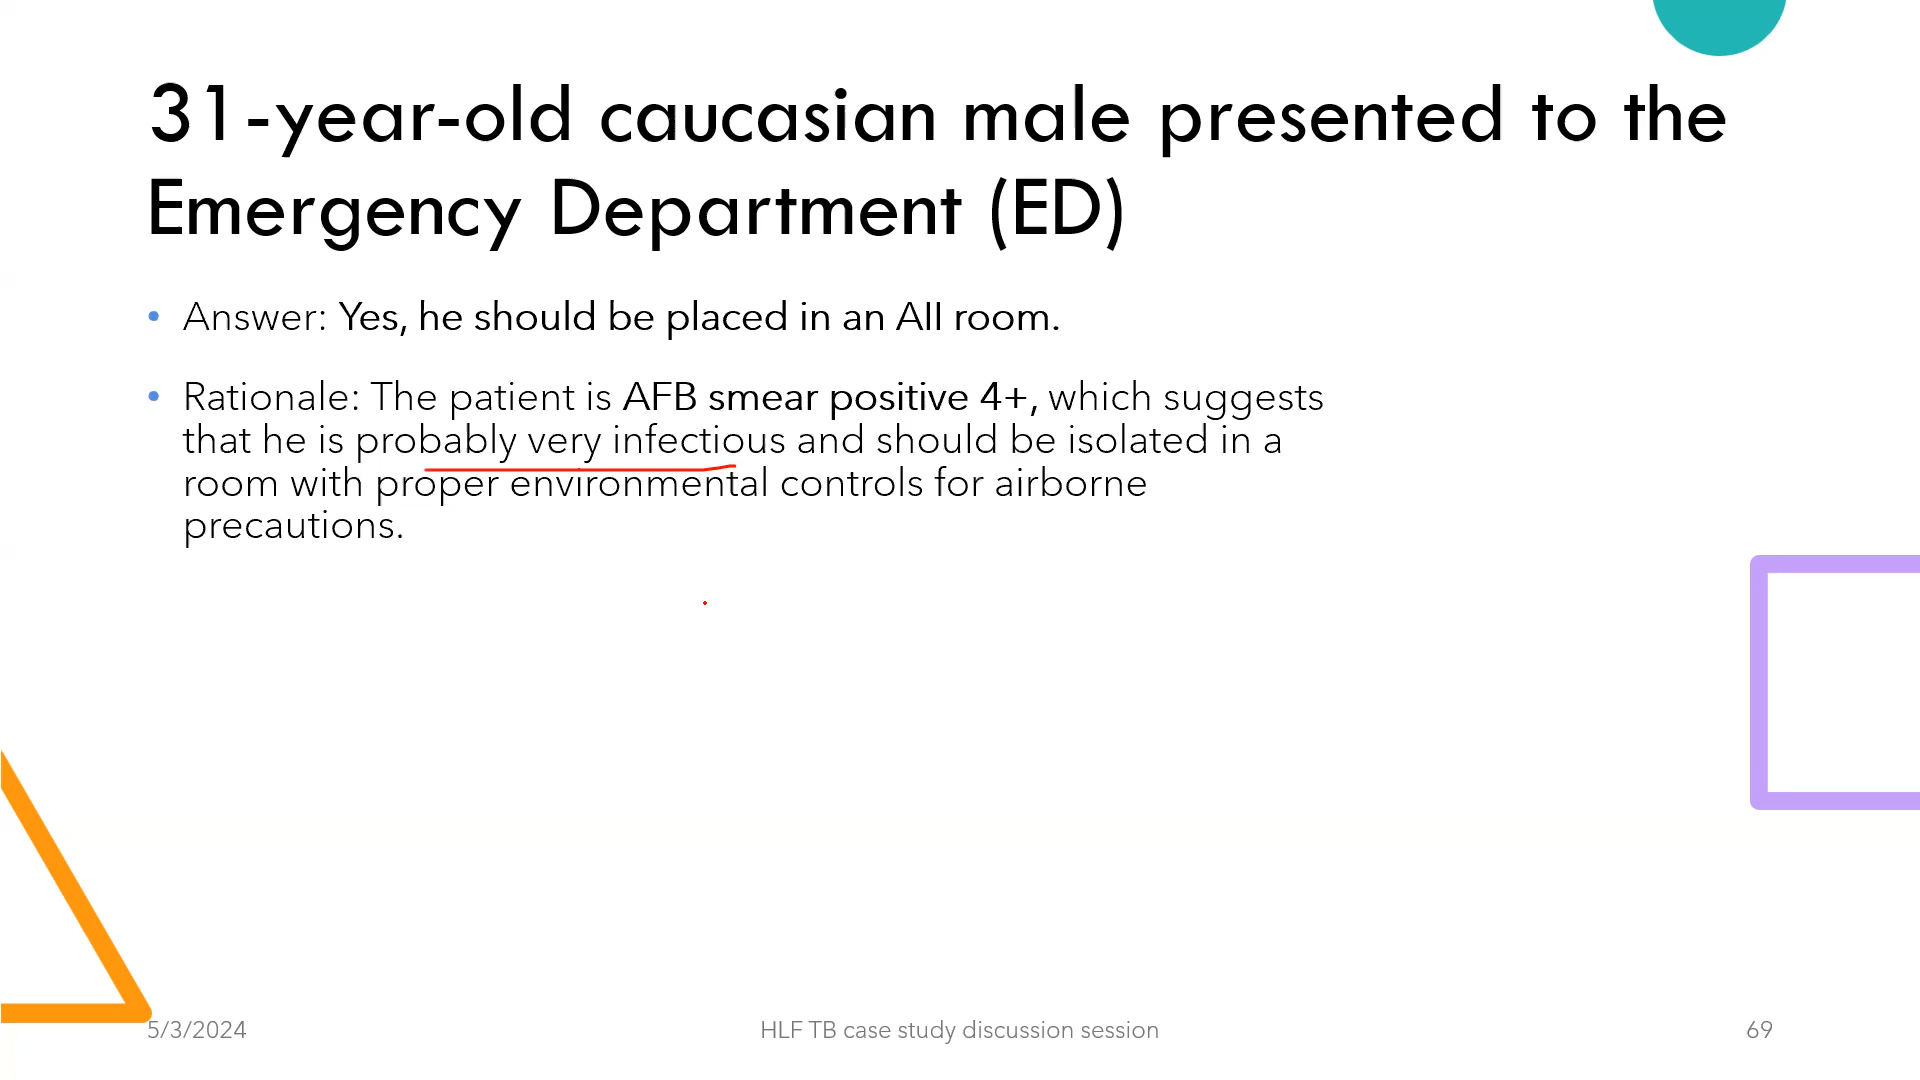 31-year-old caucasian male presented to the
Emergency Department (ED)
• Answer: Yes, he should be placed in an AII room.
• Rationale: The patient is AFB smear positive 4+, which suggests
that he is probably very infectious and should be isolated in a
room with proper environmental controls for airborne
precautions.
5/3/2024
HLF TB case study discussion session
69